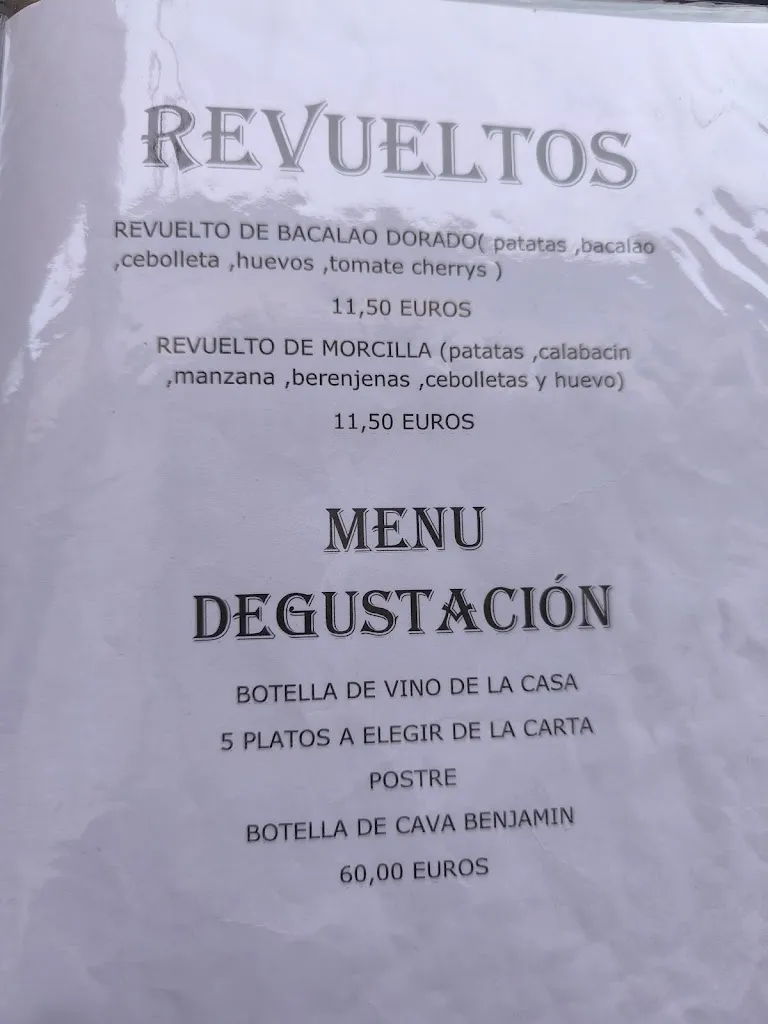 REVUELTOS
REVUELTO DE BACALAO DORADO( patatas ,bacalao
,cebolleta ,huevos ,tomate cherrys )
11,50 EUROS
REVUELTO DE MORCILLA (patatas ,calabacin
,manzana ,berenjenas ,cebolletas y huevo)
11,50 EUROS
MENU
DEGUSTACIÓN
BOTELLA DE VINO DE LA CASA
5 PLATOS A ELEGIR DE LA CARTA
POSTRE
BOTELLA DE CAVA BENJAMIN
60,00 EUROS